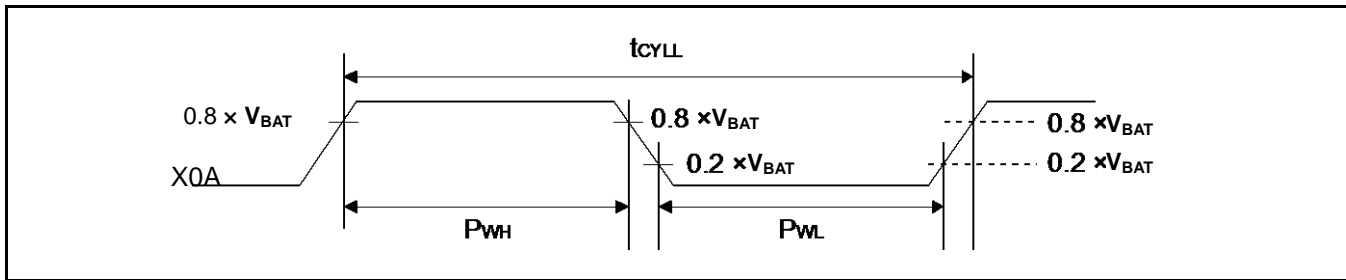 tCYLL
0.8 × VBAT
0.8 ×VBAT
0.8 ×VBAT
0.2 ×VBAT
0.2 ×VBAT
X0A
PWH
PWL